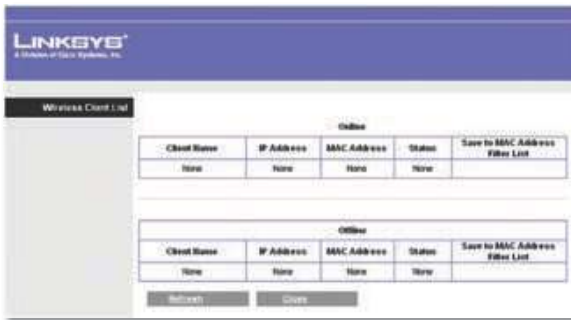 LINKSYS®
A Division of Cisco Systems, Inc.
Wireless Client List
Online
Client Name IP Address MAC Address Status Save to MAC Address Filter List
None None None None
Offline
Client Name IP Address MAC Address Status Save to MAC Address Filter List
None None None None
Refresh Close